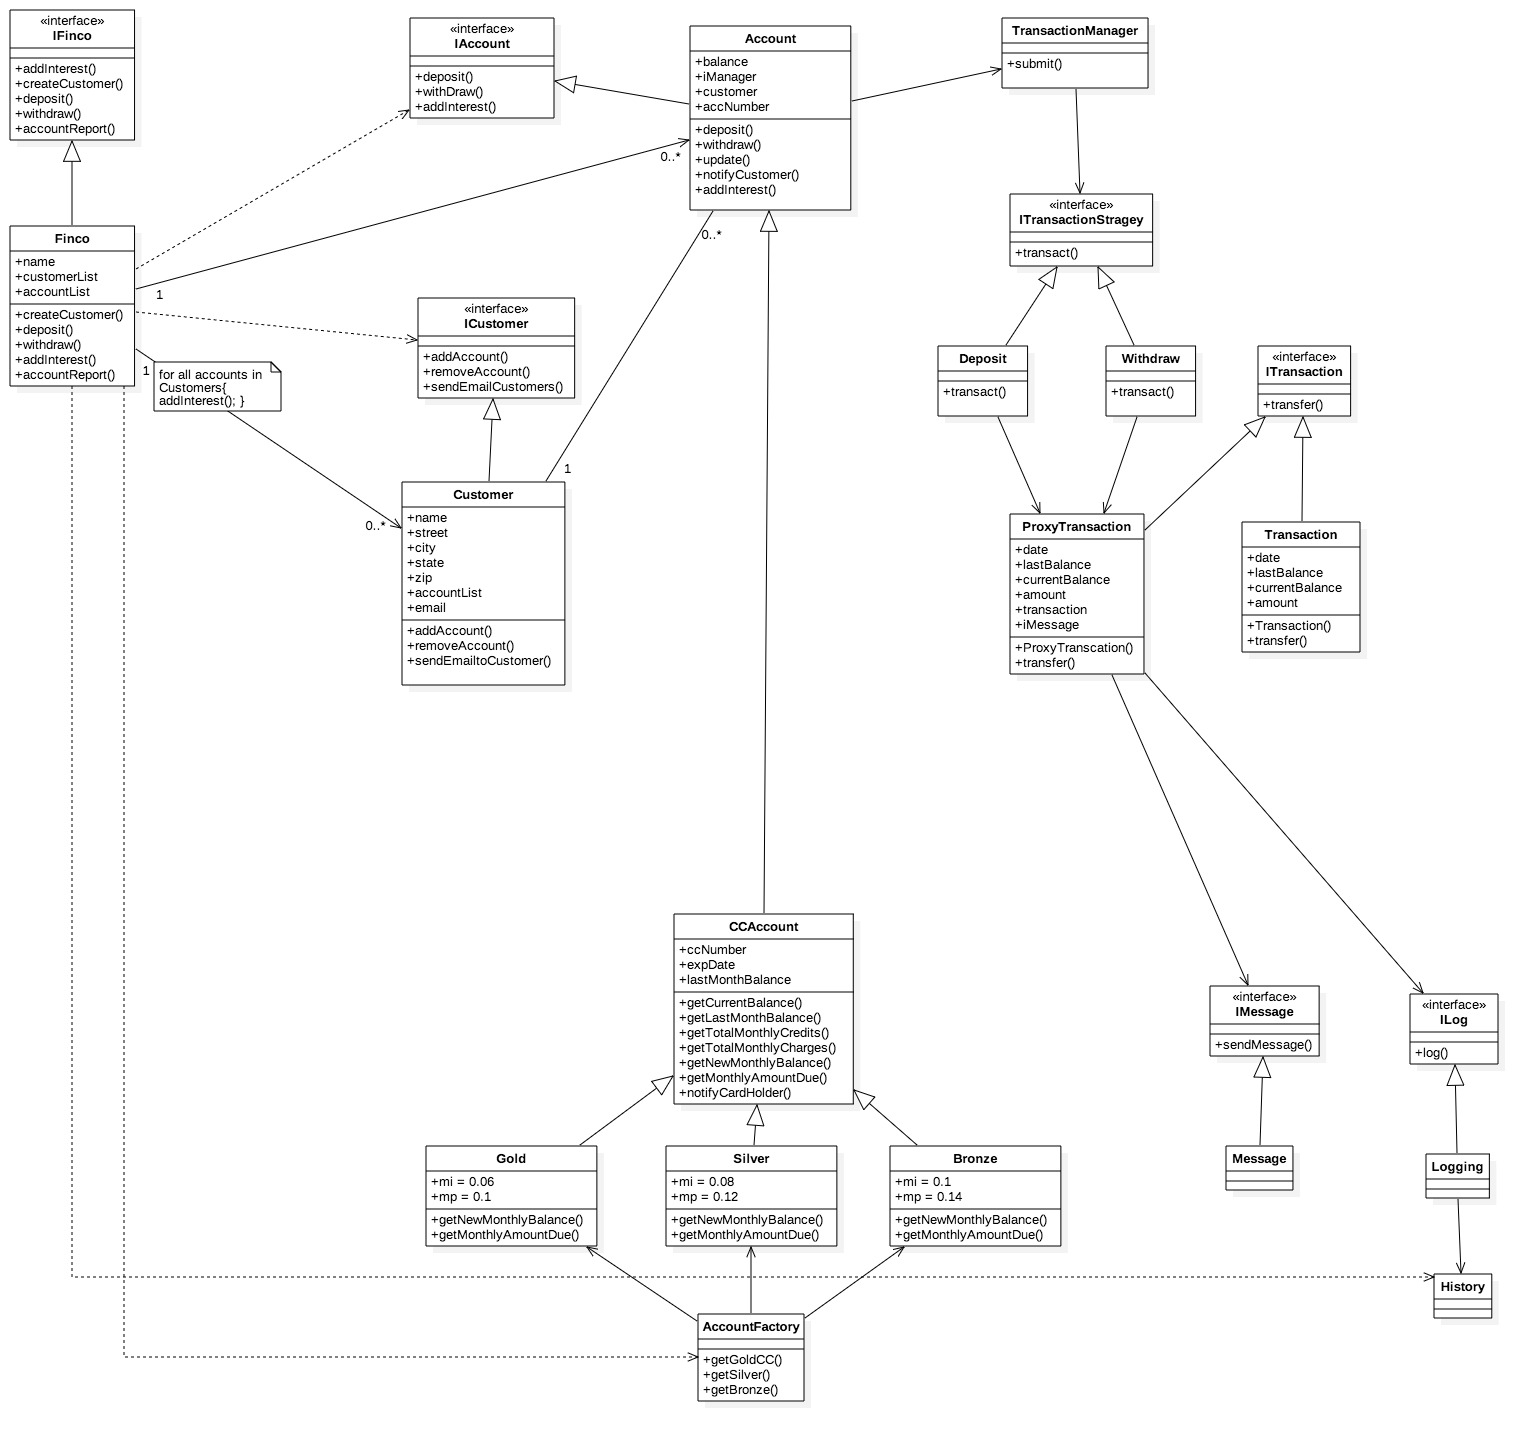 «interface»
IFinco
+addInterest()
+createCustomer()
+deposit()
+withdraw()
+accountReport()
«interface»
IAccount
+deposit()
+withDraw()
+addInterest()
Account
+balance
+iManager
+customer
+accNumber
+deposit()
+withdraw()
+update()
+notifyCustomer()
+addInterest()
TransactionManager
+submit()
0..*
0..*
1
«interface»
ITransactionStragey
+transact()
Finco
+name
+customerList
+accountList
+createCustomer()
+deposit()
+withdraw()
+addInterest()
+accountReport()
1
for all accounts in
Customers{
addInterest(); }
«interface»
ICustomer
+addAccount()
+removeAccount()
+sendEmailCustomers()
Deposit
+transact()
Withdraw
+transact()
«interface»
ITransaction
+transfer()
1
0..*
Customer
+name
+street
+city
+state
+zip
+accountList
+email
+addAccount()
+removeAccount()
+sendEmailtoCustomer()
ProxyTransaction
+date
+lastBalance
+currentBalance
+amount
+transaction
+iMessage
+ProxyTranscation()
+transfer()
Transaction
+date
+lastBalance
+currentBalance
+amount
+Transaction()
+transfer()
CCAccount
+ccNumber
+expDate
+lastMonthBalance
+getCurrentBalance()
+getLastMonthBalance()
+getTotalMonthlyCredits()
+getTotalMonthlyCharges()
+getNewMonthlyBalance()
+getMonthlyAmountDue()
+notifyCardHolder()
«interface»
IMessage
+sendMessage()
«interface»
ILog
+log()
Gold
+mi = 0.06
+mp = 0.1
+getNewMonthlyBalance()
+getMonthlyAmountDue()
Silver
+mi = 0.08
+mp = 0.12
+getNewMonthlyBalance()
+getMonthlyAmountDue()
Bronze
+mi = 0.1
+mp = 0.14
+getNewMonthlyBalance()
+getMonthlyAmountDue()
Message
Logging
History
AccountFactory
+getGoldCC()
+getSilver()
+getBronze()